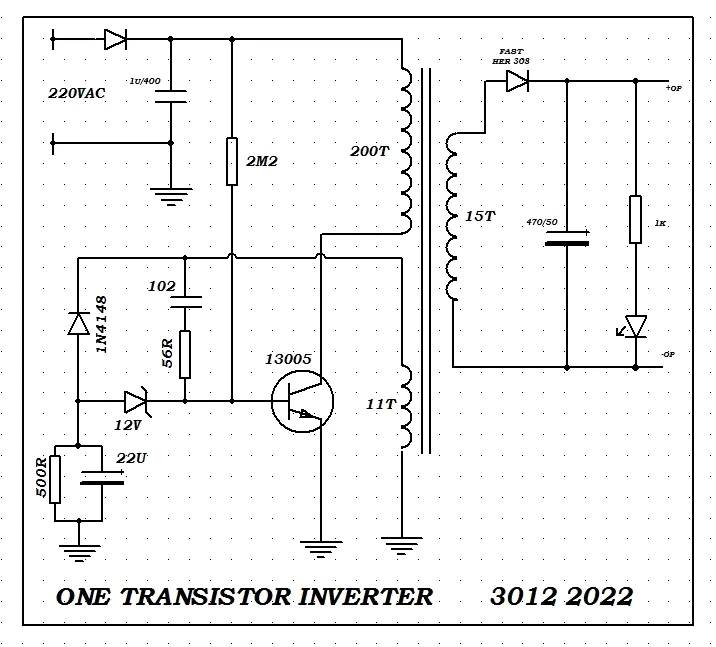 FAST
HER 308
1U/400
+OP
220VAC
200T
2M2
15T
470/50
1K
102
1N4148
56R
13005
-OP
11T
12V
500R
22U
ONE TRANSISTOR INVERTER 3012 2022